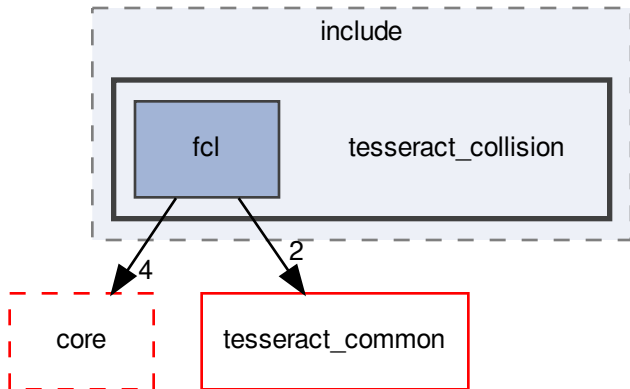 include
fcl
tesseract_collision
4
2
core
tesseract_common